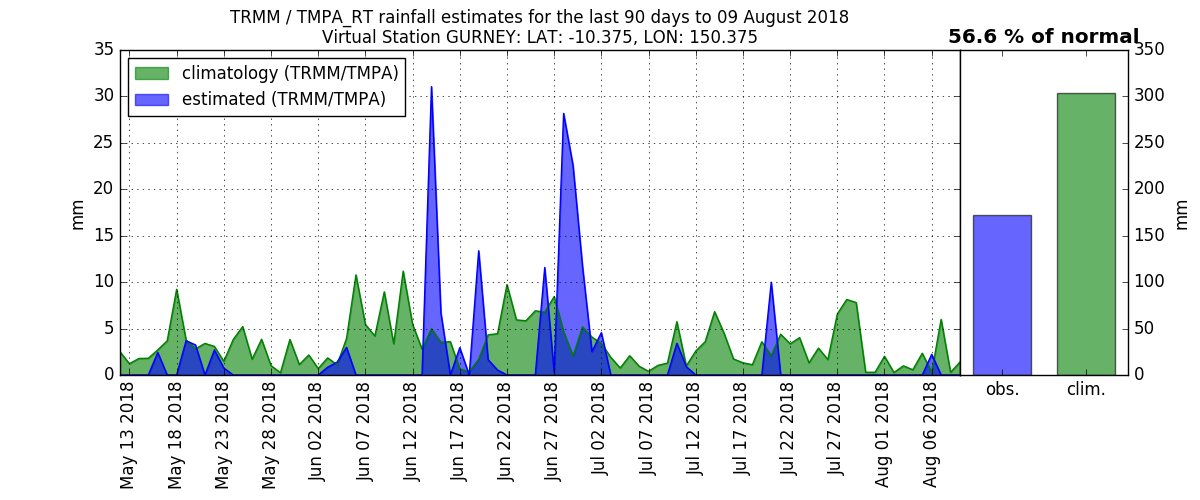 TRMM / TMPA_RT rainfall estimates for the last 90 days to 09 August 2018
Virtual Station GURNEY: LAT: -10.375, LON: 150.375
56.6 % of normal
climatology (TRMM/TMPA)
estimated (TRMM/TMPA)
35
30
25
20
15
10
5
0
mm
350
300
250
200
150
100
50
0
mm
May 13 2018
May 18 2018
May 23 2018
May 28 2018
Jun 02 2018
Jun 07 2018
Jun 12 2018
Jun 17 2018
Jun 22 2018
Jun 27 2018
Jul 02 2018
Jul 07 2018
Jul 12 2018
Jul 17 2018
Jul 22 2018
Jul 27 2018
Aug 01 2018
Aug 06 2018
obs.
clim.